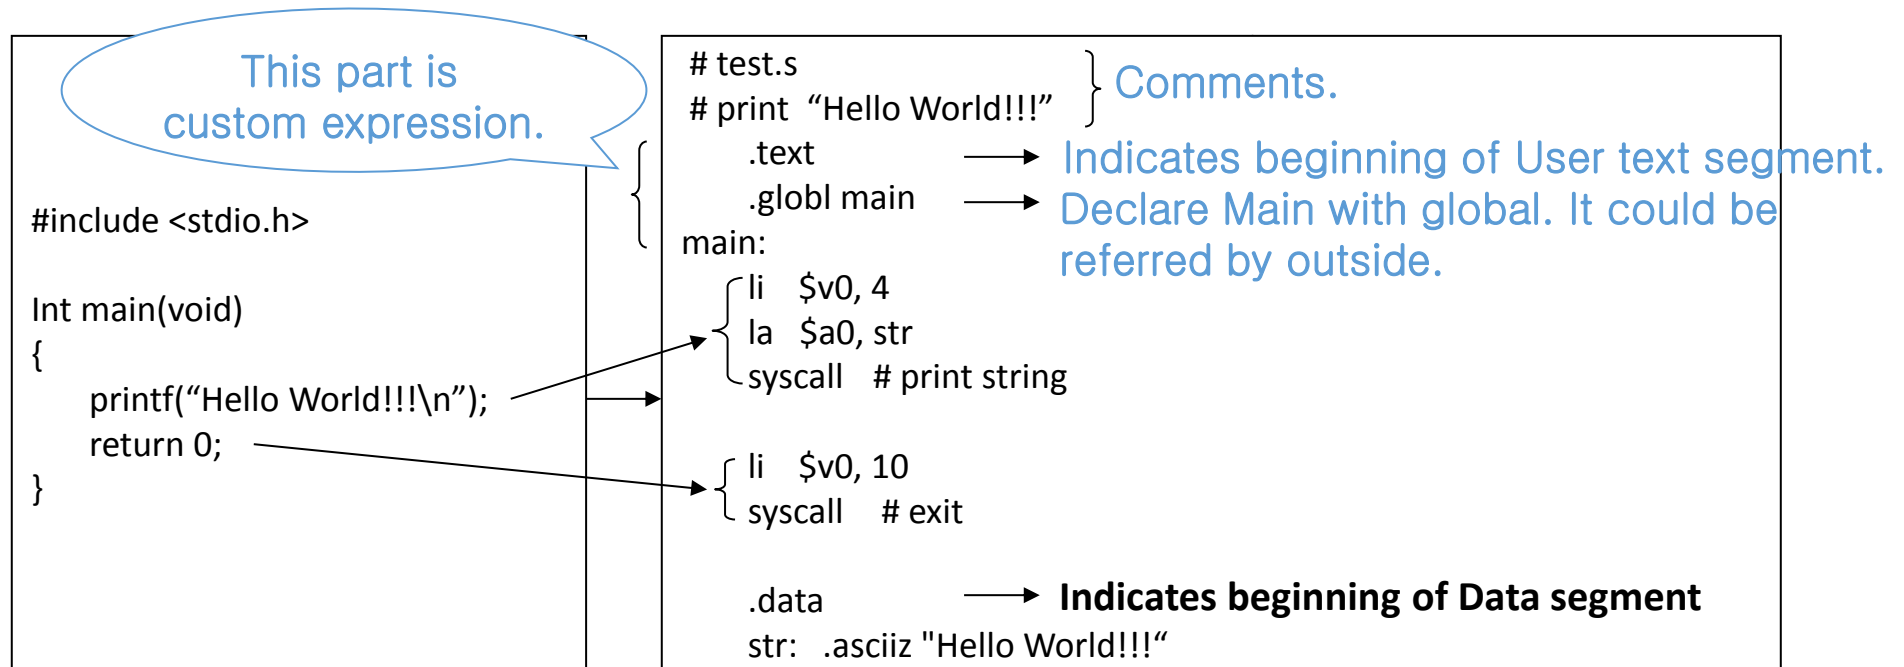 This part is
custom expression.
#include <stdio.h>
Int main(void)
{
printf(“Hello World!!!\n”);
return 0;
}
# test.s
# print “Hello World!!!”
Comments.
.text
Indicates beginning of User text segment.
.globl main
Declare Main with global. It could be
referred by outside.
main:
li $v0, 4
la $a0, str
syscall # print string
li $v0, 10
syscall # exit
.data
Indicates beginning of Data segment
str: .asciiz "Hello World!!!“